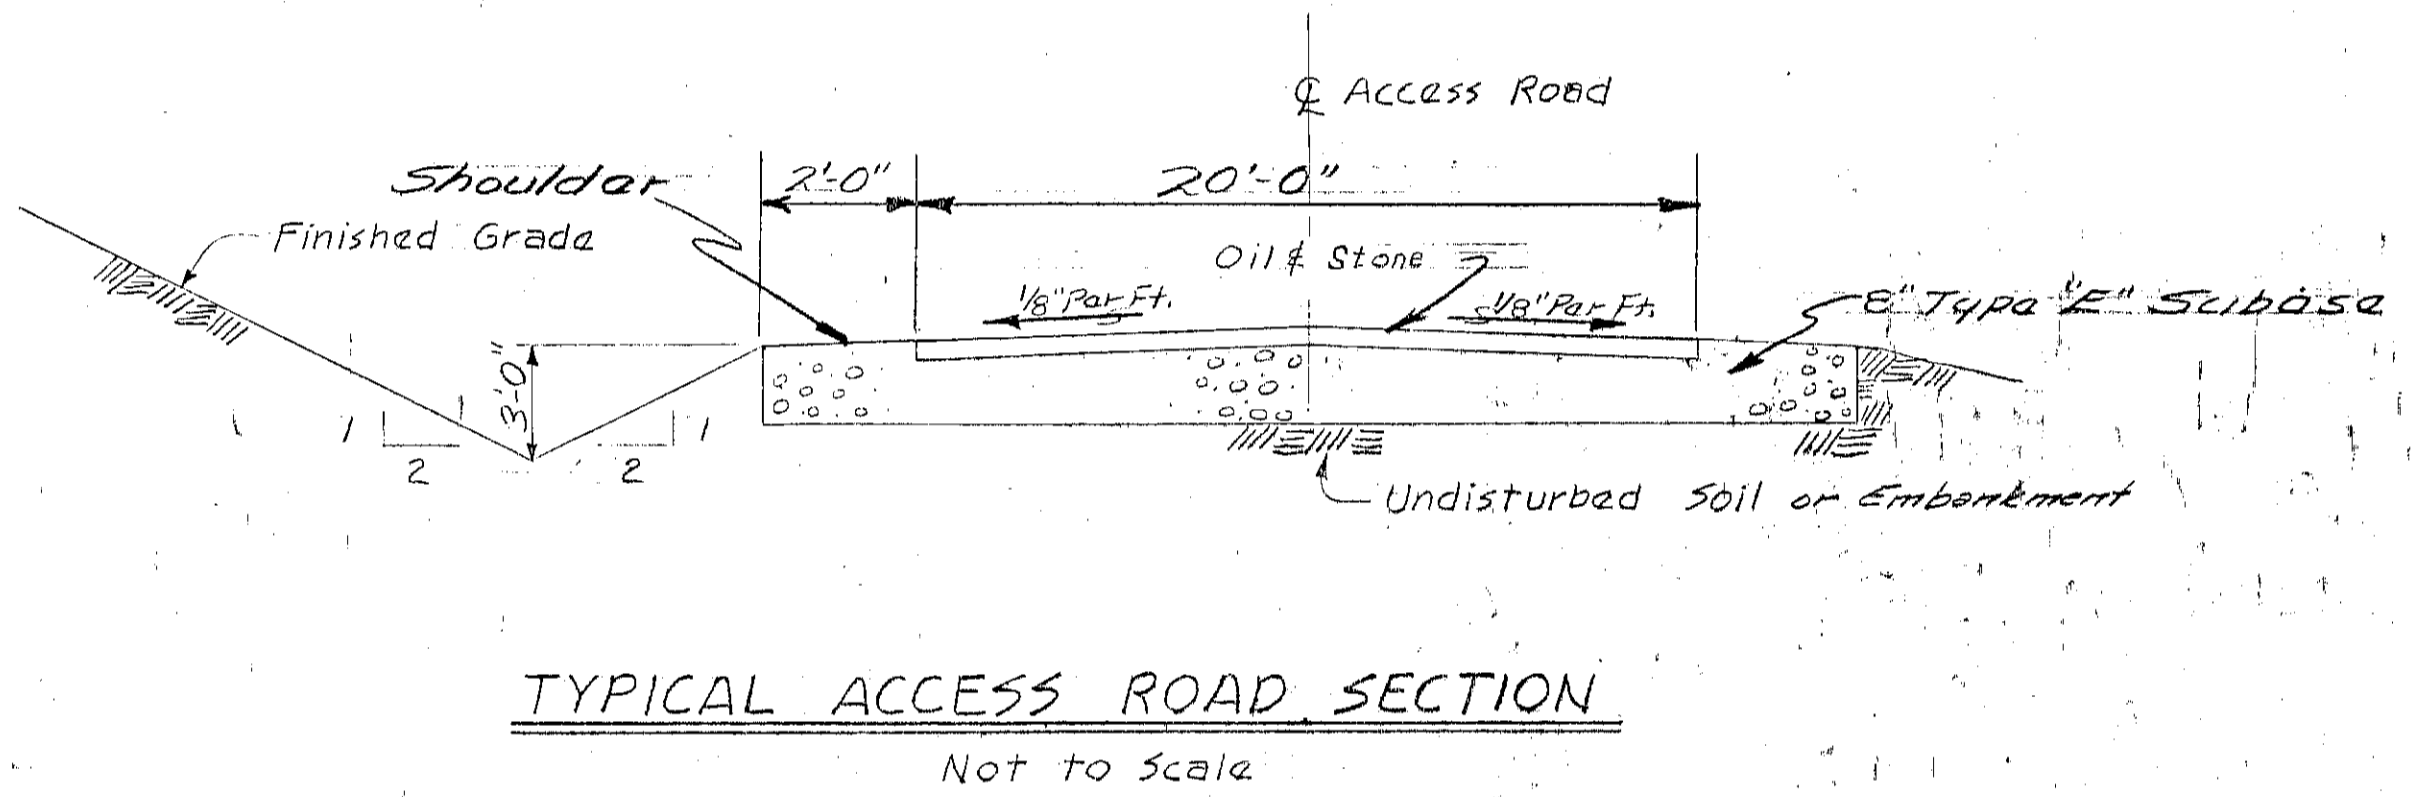 ℄ Access Road
Shoulder
2'-0"
20'-0"
Finished Grade
Oil & Stone
1/8" Per Ft.
1/8" Per Ft.
8" Type "E" Subbase
3'-0"
1
2
2
1
Undisturbed Soil or Embankment
TYPICAL ACCESS ROAD SECTION
Not to Scale